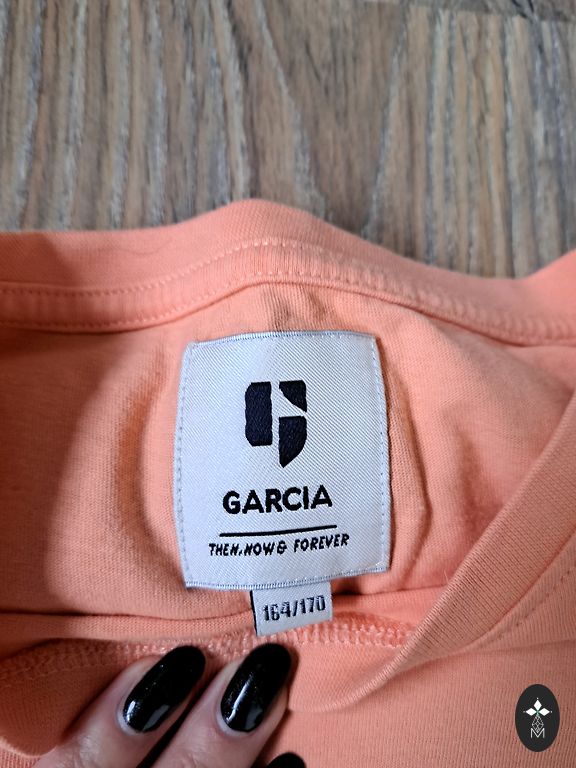 GARCIA
THEN, NOW & FOREVER
164/170